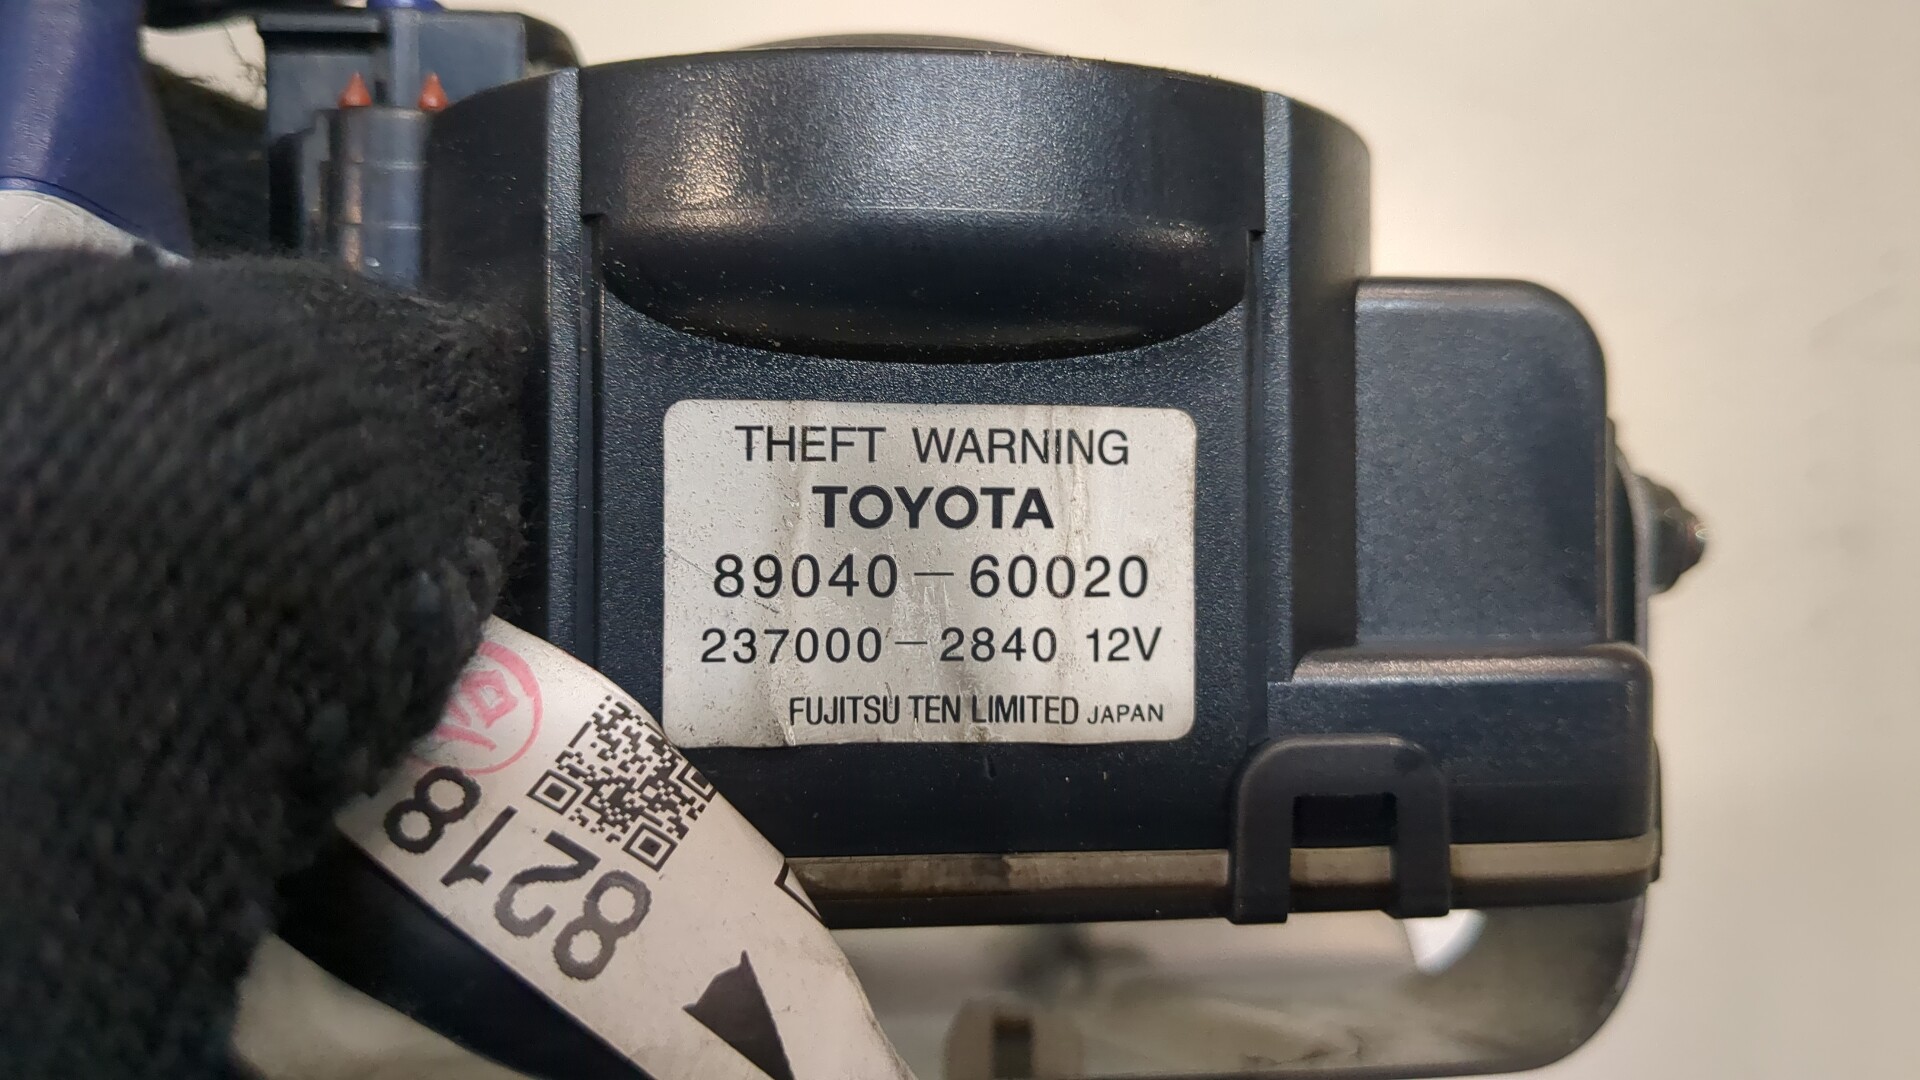 THEFT WARNING
TOYOTA
89040-60020
237000-2840 12V
FUJITSU TEN LIMITED JAPAN
8218